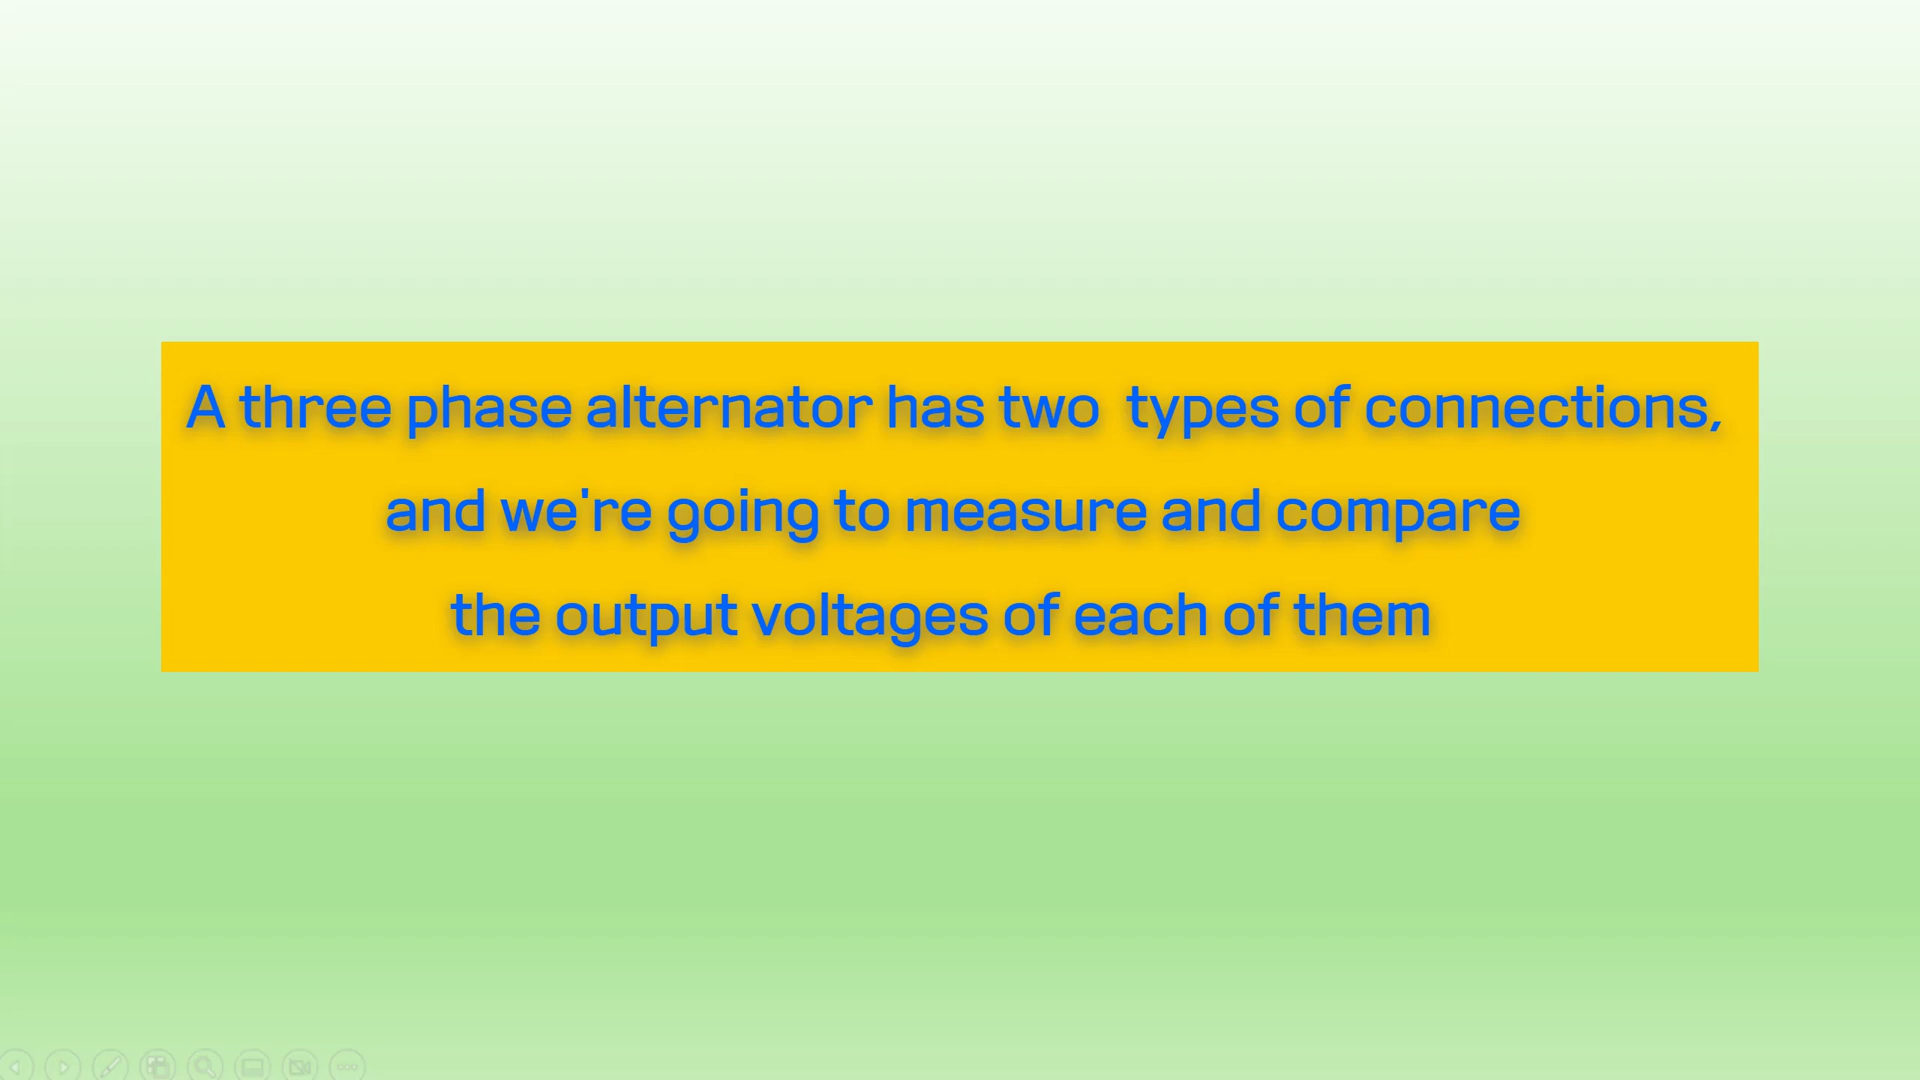 A three phase alternator has two  types of connections,
and we're going to measure and compare
the output voltages of each of them